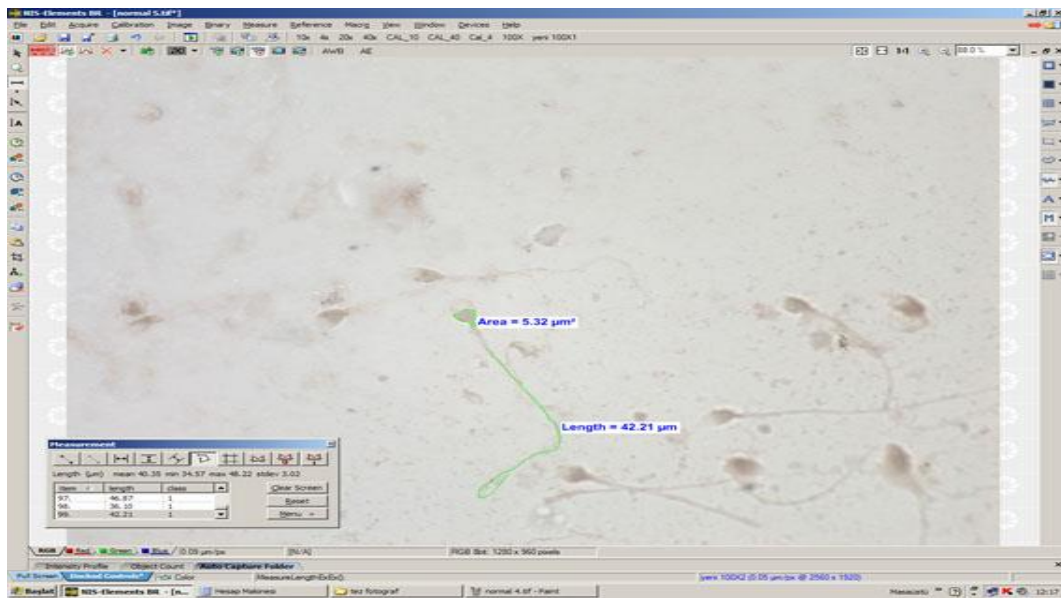 NIS-Elements BR - [normal 5.tif*]
File Edit Acquire Calibration Image Binary Measure Reference Macro View Window Devices Help
10x 4x 20x 40x CAL_10 CAL_40 Cal_4 100X yeni 100X1
AWB AE
1:1 88.0 %
Area = 5.32 µm²
Length = 42.21 µm
Measurement
Length (µm) mean 40.35 min 34.57 max 48.22 stdev 3.02
Item length class
97. 46.87 1
98. 36.10 1
99. 42.21 1
Clear Screen
Reset
Menu
RGB Red Green Blue 0.09 µm/px [N/A] RGB 8bit: 1280 x 960 pixels
Intensity Profile Object Count Auto Capture Folder
Full Screen Docked Controls Color MeasureLengthExEx(); yeni 100X2 (0.05 µm/px @ 2560 x 1920)
Başlat NIS-Elements BR - [n... Hesap Makinesi tez fotograf normal 4.tif - Paint Masaüstü